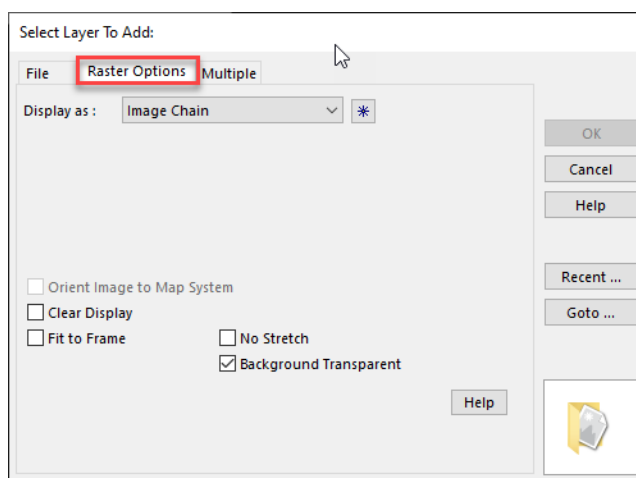 Select Layer To Add:
File Raster Options Multiple
Display as : Image Chain
OK
Cancel
Help
Recent ...
Orient Image to Map System
Clear Display
Goto ...
Fit to Frame No Stretch
Background Transparent
Help